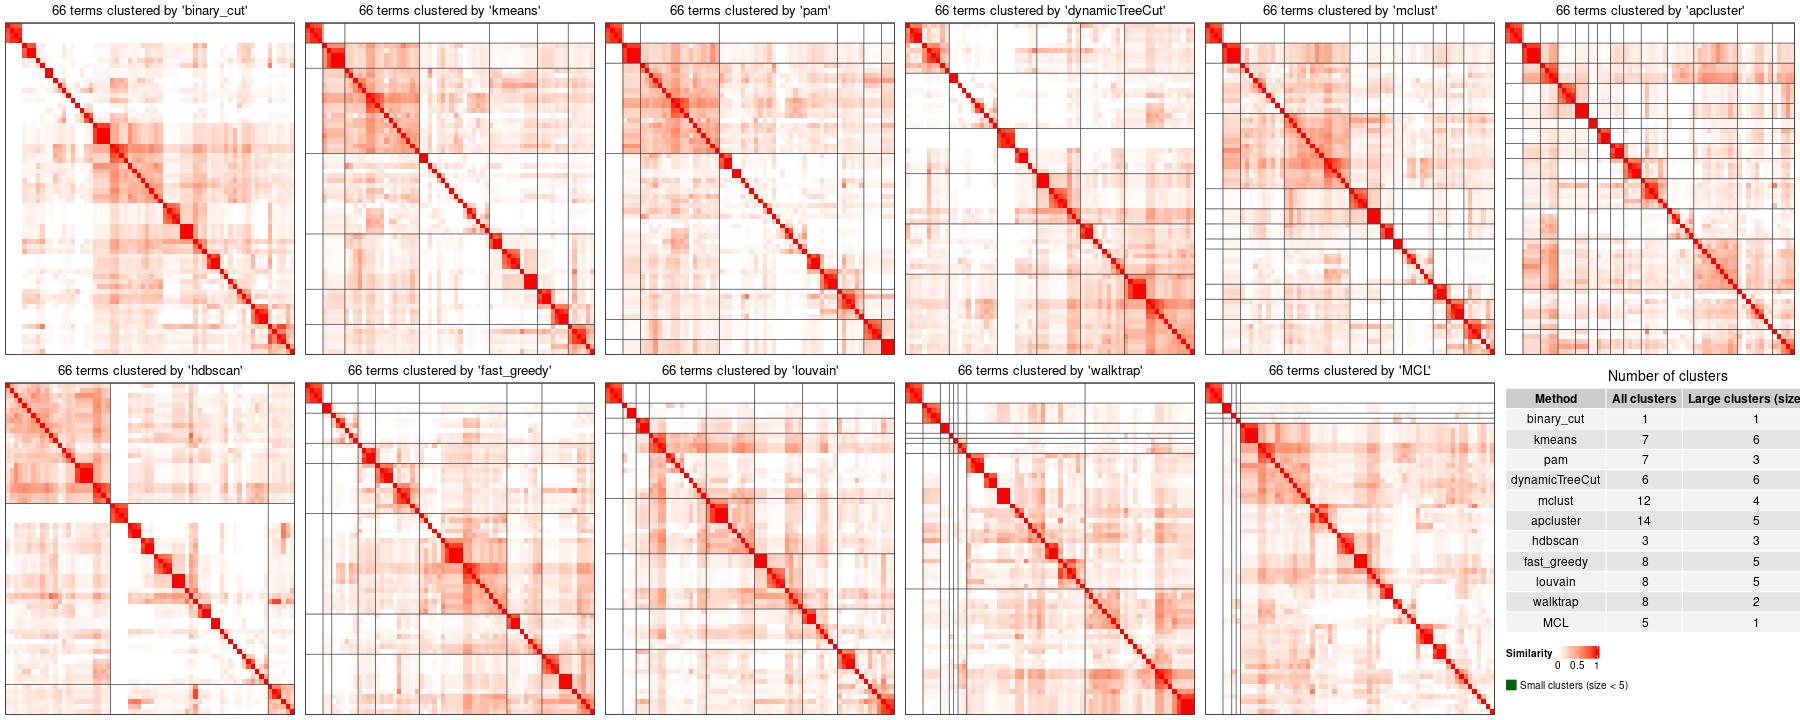 66 terms clustered by 'binary_cut'
66 terms clustered by 'kmeans'
66 terms clustered by 'pam'
66 terms clustered by 'dynamicTreeCut'
66 terms clustered by 'mclust'
66 terms clustered by 'apcluster'
66 terms clustered by 'hdbscan'
66 terms clustered by 'fast_greedy'
66 terms clustered by 'louvain'
66 terms clustered by 'walktrap'
66 terms clustered by 'MCL'
Number of clusters
Method All clusters Large clusters (size
binary_cut 1 1
kmeans 7 6
pam 7 3
dynamicTreeCut 6 6
mclust 12 4
apcluster 14 5
hdbscan 3 3
fast_greedy 8 5
louvain 8 5
walktrap 8 2
MCL 5 1
Similarity
0 0.5 1
Small clusters (size < 5)